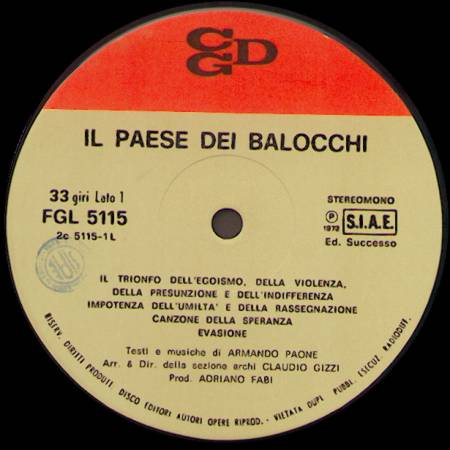 CGD
IL PAESE DEI BALOCCHI
33 giri Lato 1
FGL 5115
2c 5115-1L
STEREOMONO
P
1972
S.I.A.E.
Ed. Successo
IL TRIONFO DELL'EGOISMO, DELLA VIOLENZA,
DELLA PRESUNZIONE E DELL'INDIFFERENZA
IMPOTENZA DELL'UMILTA' E DELLA RASSEGNAZIONE
CANZONE DELLA SPERANZA
EVASIONE
Testi e musiche di ARMANDO PAONE
Arr. & Dir. della sezione archi CLAUDIO GIZZI
Prod. ADRIANO FABI
RISERV. DIRITTI PRODUTT. DISCO EDITORI AUTORI OPERE RIPROD. - VIETATA DUPL. PUBBL. ESECUZ. RADIODIFF.